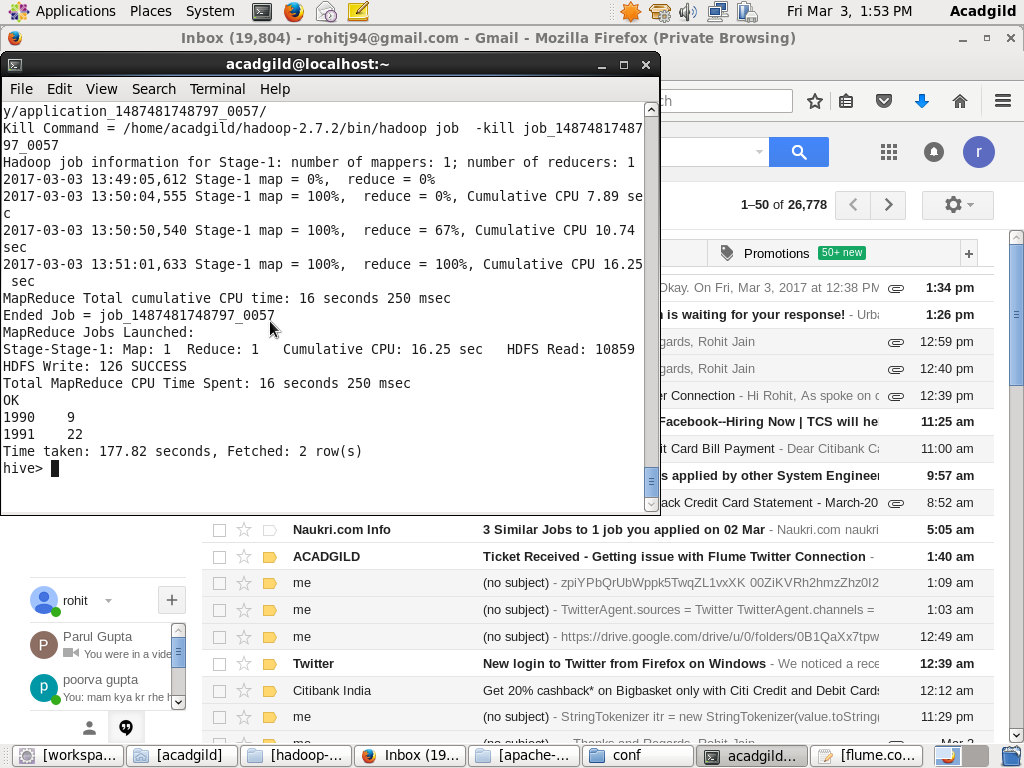 Applications Places System
Fri Mar 3, 1:53 PM Acadgild
Inbox (19,804) - rohitj94@gmail.com - Gmail - Mozilla Firefox (Private Browsing)
acadgild@localhost:~
File Edit View Search Terminal Help
y/application_1487481748797_0057/
Kill Command = /home/acadgild/hadoop-2.7.2/bin/hadoop job  -kill job_14874817487
97_0057
Hadoop job information for Stage-1: number of mappers: 1; number of reducers: 1
2017-03-03 13:49:05,612 Stage-1 map = 0%,  reduce = 0%
2017-03-03 13:50:04,555 Stage-1 map = 100%,  reduce = 0%, Cumulative CPU 7.89 se
c
2017-03-03 13:50:50,540 Stage-1 map = 100%,  reduce = 67%, Cumulative CPU 10.74
sec
2017-03-03 13:51:01,633 Stage-1 map = 100%,  reduce = 100%, Cumulative CPU 16.25
sec
MapReduce Total cumulative CPU time: 16 seconds 250 msec
Ended Job = job_1487481748797_0057
MapReduce Jobs Launched:
Stage-Stage-1: Map: 1  Reduce: 1   Cumulative CPU: 16.25 sec   HDFS Read: 10859
HDFS Write: 126 SUCCESS
Total MapReduce CPU Time Spent: 16 seconds 250 msec
OK
1990    9
1991    22
Time taken: 177.82 seconds, Fetched: 2 row(s)
hive>
ch
r
1–50 of 26,778
Promotions 50+ new
Okay. On Fri, Mar 3, 2017 at 12:38 PM 1:34 pm
n is waiting for your response! - Urba 1:26 pm
gards, Rohit Jain 12:59 pm
gards, Rohit Jain 12:40 pm
r Connection - Hi Rohit, As spoke on c 12:39 pm
Facebook--Hiring Now | TCS will he 11:25 am
it Card Bill Payment - Dear Citibank Ca 11:00 am
s applied by other System Engineer 9:57 am
ack Credit Card Statement - March-20 8:52 am
Naukri.com Info 3 Similar Jobs to 1 job you applied on 02 Mar - Naukri.com naukri 5:05 am
ACADGILD Ticket Received - Getting issue with Flume Twitter Connection - 1:40 am
me (no subject) - zpiYPbQrUbWppk5TwqZL1vxXK 00ZiKVRh2hmzZhz0I2 1:09 am
me (no subject) - TwitterAgent.sources = Twitter TwitterAgent.channels = 1:03 am
me (no subject) - https://drive.google.com/drive/u/0/folders/0B1QaXx7tpw 12:49 am
Twitter New login to Twitter from Firefox on Windows - We noticed a rece 12:39 am
Citibank India Get 20% cashback* on Bigbasket only with Citi Credit and Debit Cards 12:12 am
me (no subject) - StringTokenizer itr = new StringTokenizer(value.toString( 11:29 pm
me (no subject) - Thanks and Regards, Rohit Jain Mar 2
rohit
P
Parul Gupta
You were in a vide
p
poorva gupta
You: mam kya kr rhe h
[workspa... [acadgild] [hadoop-... Inbox (19... [apache-... conf acadgild... [flume.co...